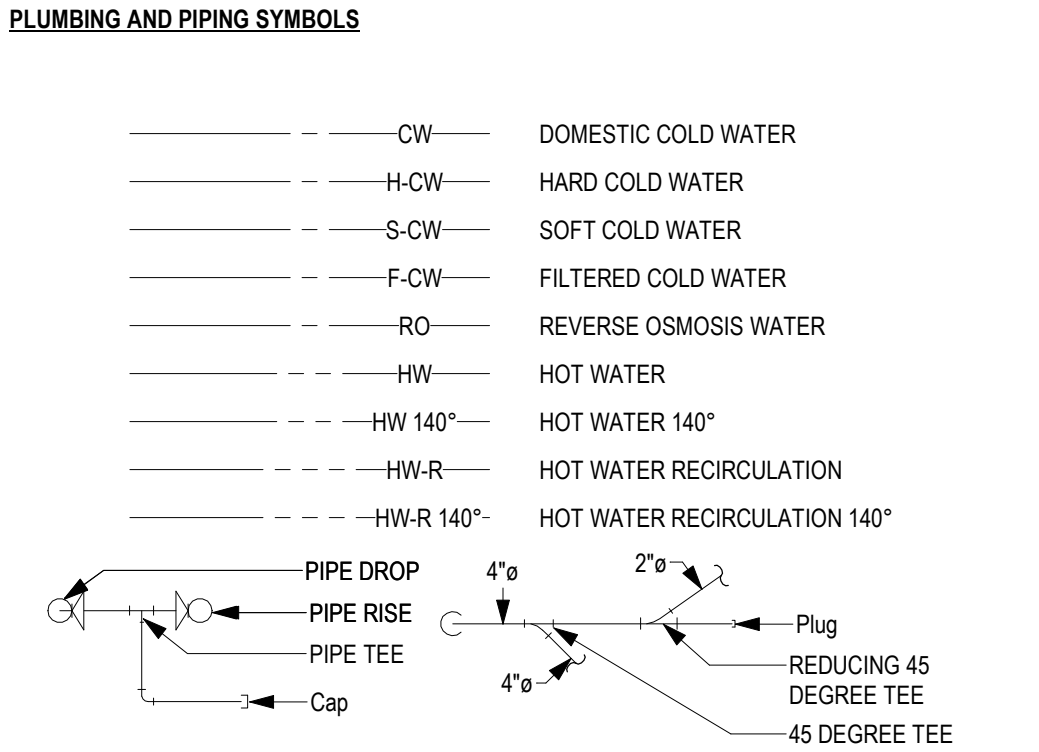 PLUMBING AND PIPING SYMBOLS
CW DOMESTIC COLD WATER
H-CW HARD COLD WATER
S-CW SOFT COLD WATER
F-CW FILTERED COLD WATER
RO REVERSE OSMOSIS WATER
HW HOT WATER
HW 140° HOT WATER 140°
HW-R HOT WATER RECIRCULATION
HW-R 140° HOT WATER RECIRCULATION 140°
PIPE DROP
PIPE RISE
PIPE TEE
Cap
4"ø
2"ø
4"ø
Plug
REDUCING 45
DEGREE TEE
45 DEGREE TEE